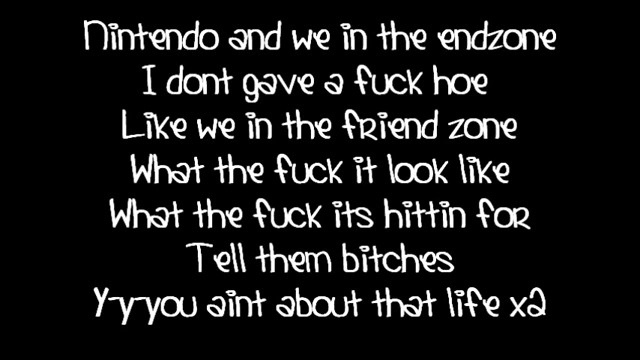 Nintendo and we in the endzone
I dont gave a fuck hoe
Like we in the friend zone
What the fuck it look like
What the fuck its hittin for
Tell them bitches
Y-y-you aint about that life x2